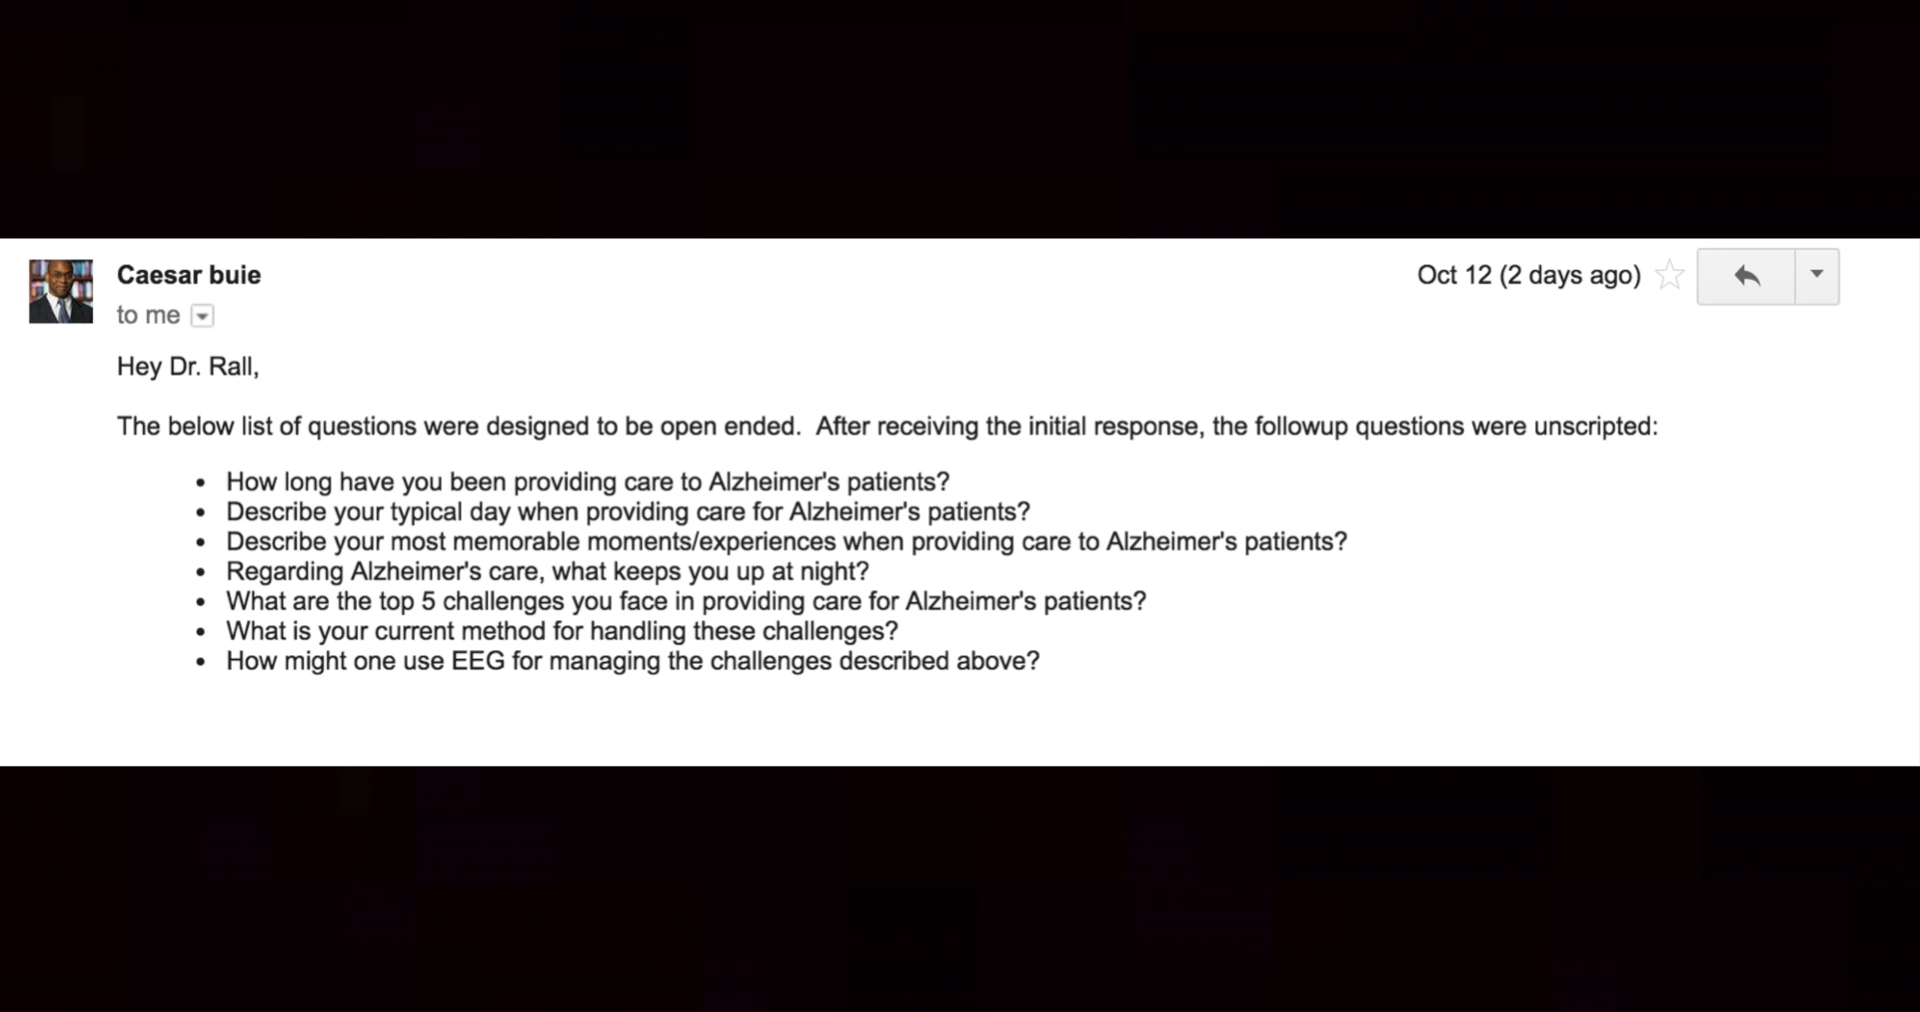 Caesar buie
Oct 12 (2 days ago)
to me
Hey Dr. Rall,
The below list of questions were designed to be open ended.  After receiving the initial response, the followup questions were unscripted:
• How long have you been providing care to Alzheimer's patients?
• Describe your typical day when providing care for Alzheimer's patients?
• Describe your most memorable moments/experiences when providing care to Alzheimer's patients?
• Regarding Alzheimer's care, what keeps you up at night?
• What are the top 5 challenges you face in providing care for Alzheimer's patients?
• What is your current method for handling these challenges?
• How might one use EEG for managing the challenges described above?